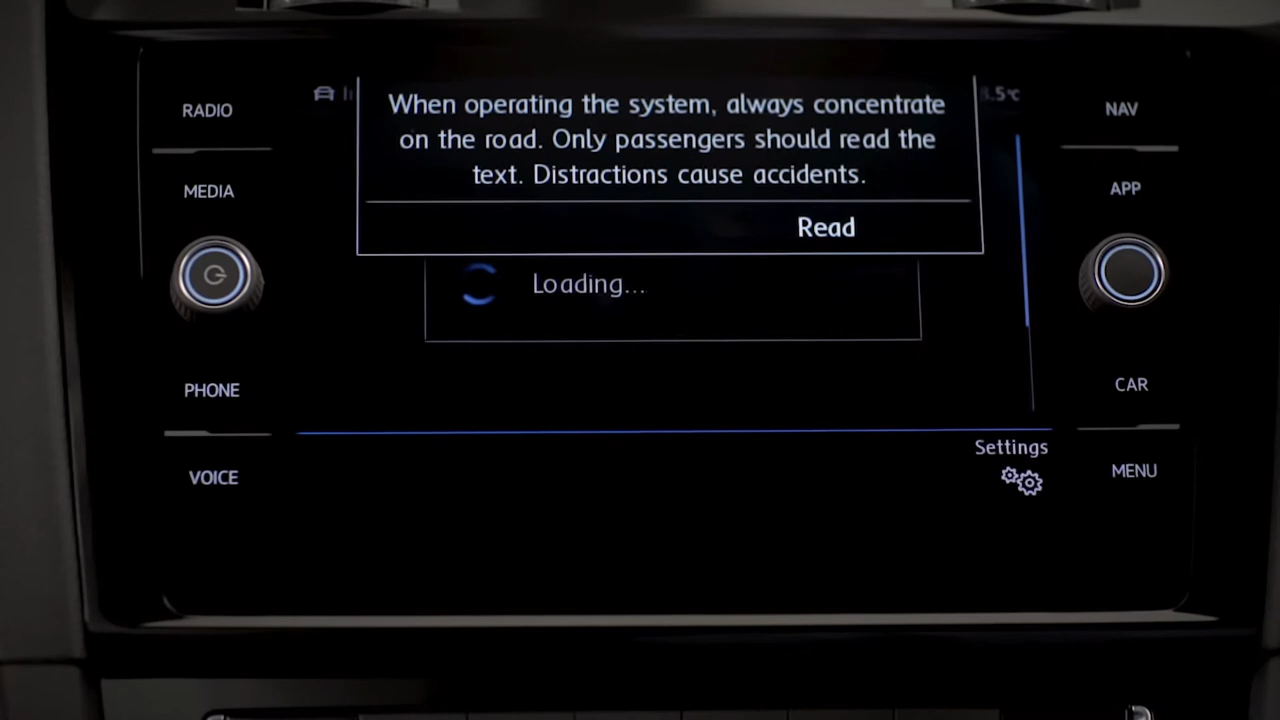 RADIO
MEDIA
PHONE
VOICE
When operating the system, always concentrate
on the road. Only passengers should read the
text. Distractions cause accidents.
Read
Loading...
Settings
NAV
APP
CAR
MENU